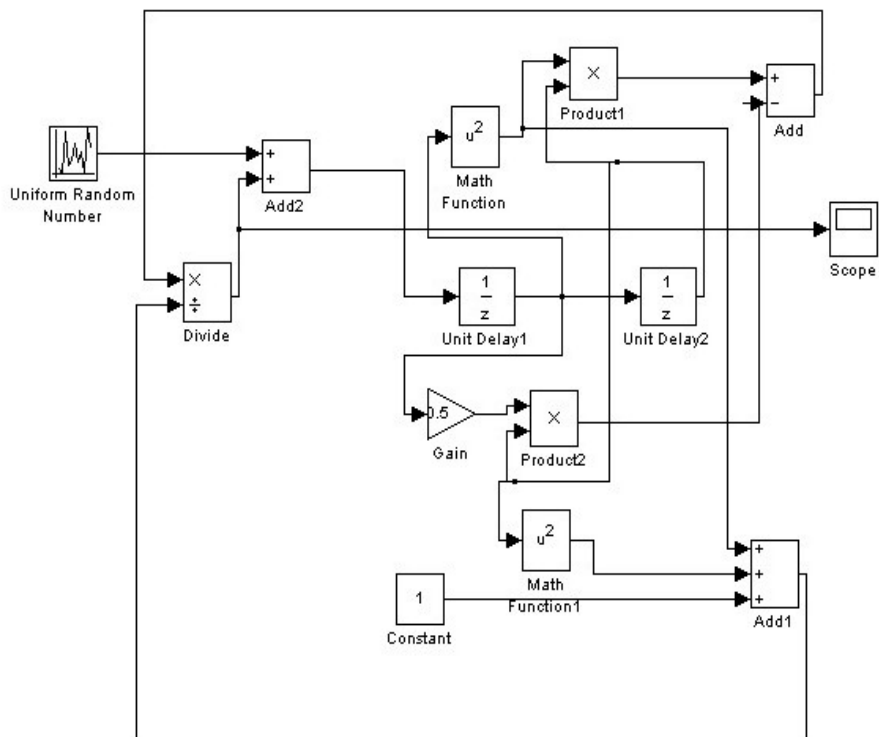 ×
Product1
+
−
Add
u²
Math
Function
Uniform Random
Number
+
+
Add2
Scope
×
÷
Divide
1
z
Unit Delay1
1
z
Unit Delay2
0.5
Gain
×
Product2
u²
Math
Function1
1
Constant
+
+
+
Add1